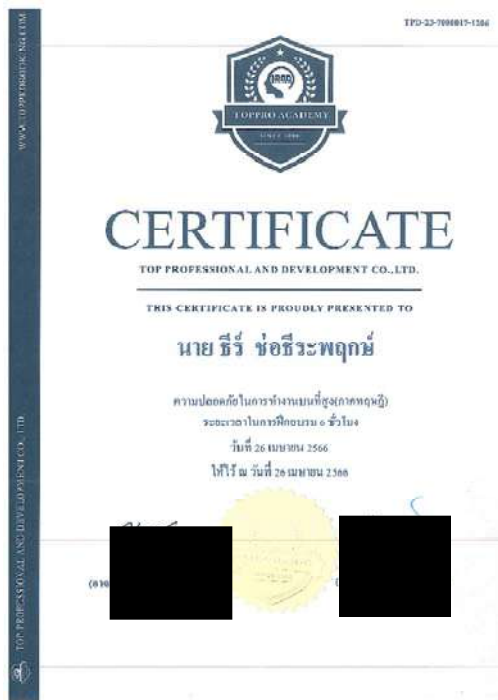 TPD-23-7000017-1206
TOPPRO ACADEMY
CERTIFICATE
TOP PROFESSIONAL AND DEVELOPMENT CO.,LTD.
THIS CERTIFICATE IS PROUDLY PRESENTED TO
นาย ธีร์ ช่อธีระพฤกษ์
ความปลอดภัยในการทำงานบนที่สูง(ภาคทฤษฎี)
ระยะเวลาในการฝึกอบรม ชั่วโมง
วันที่ 26 เมษายน 2566
ให้ไว้ ณ วันที่ 26 เมษายน 2566
TOP PROFESSIONAL AND DEVELOPMENT CO., LTD